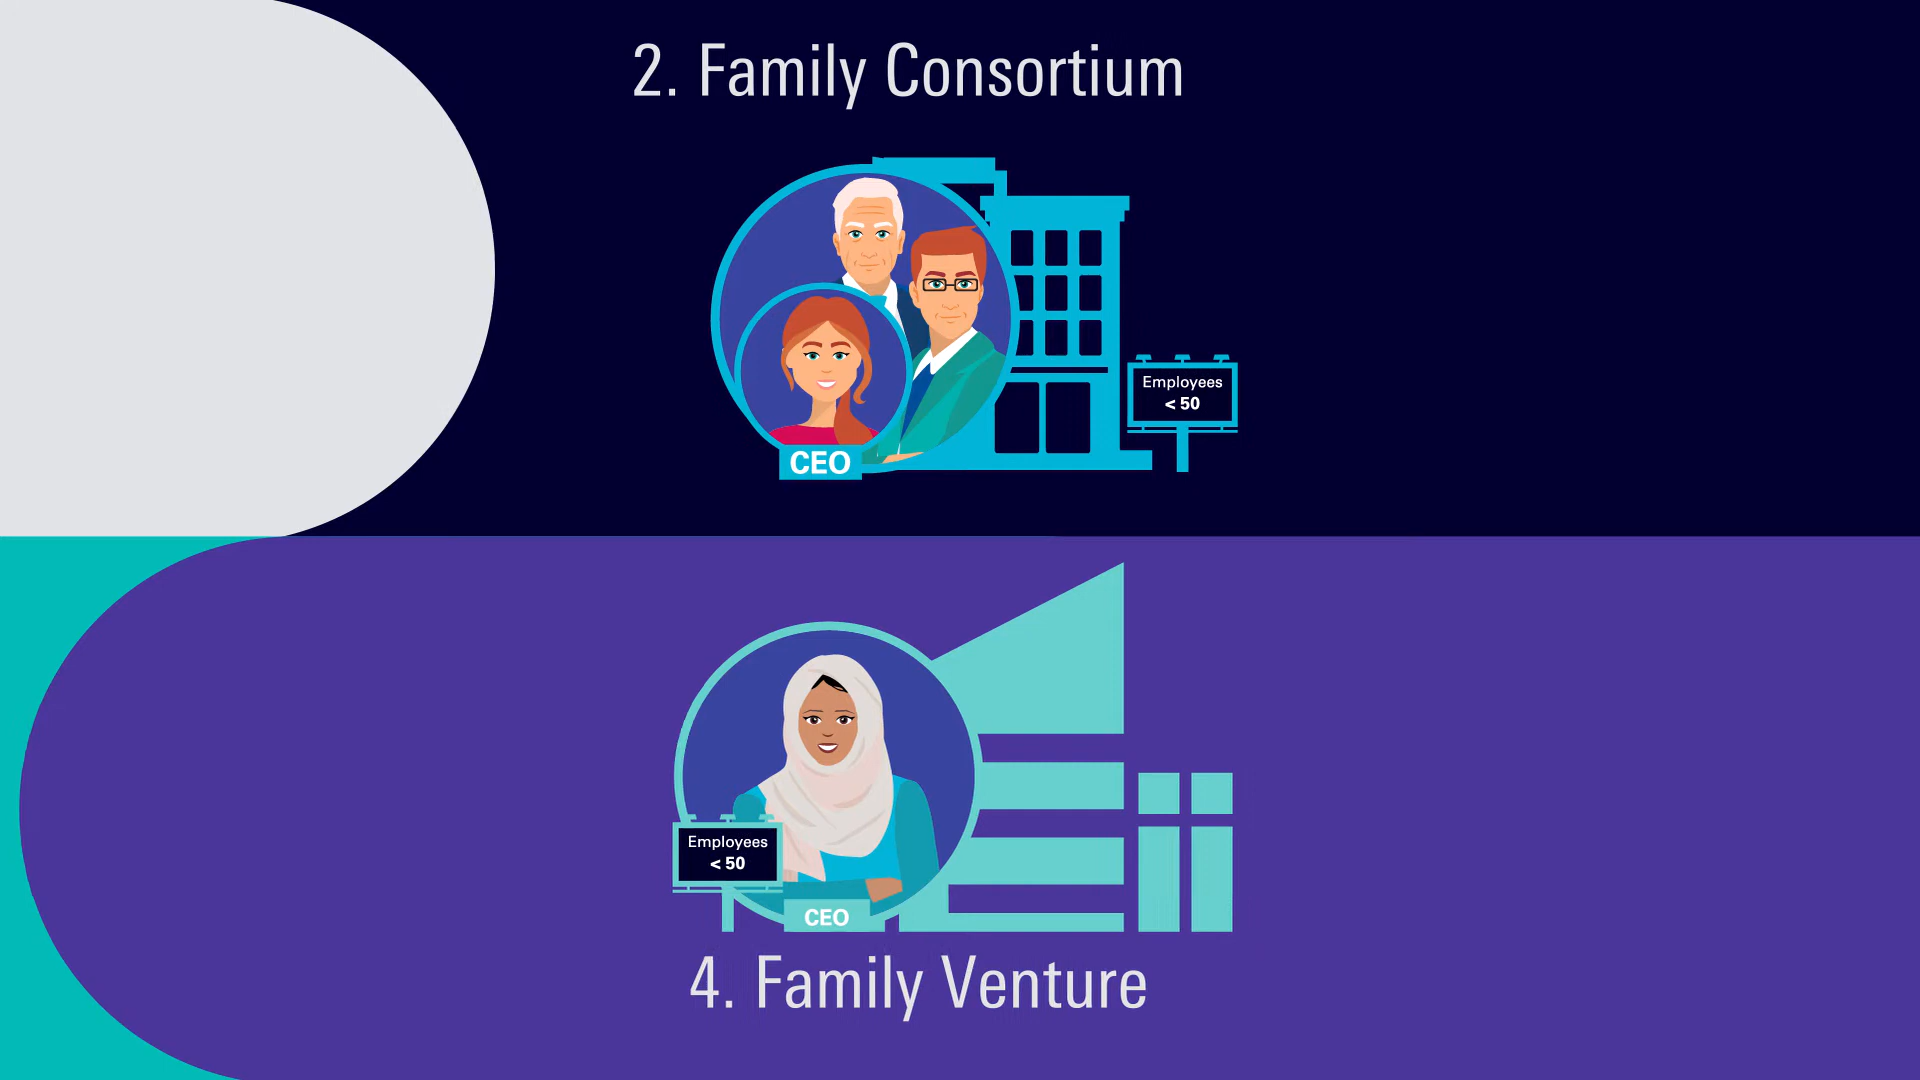 2. Family Consortium
Employees
< 50
CEO
Employees
< 50
CEO
4. Family Venture